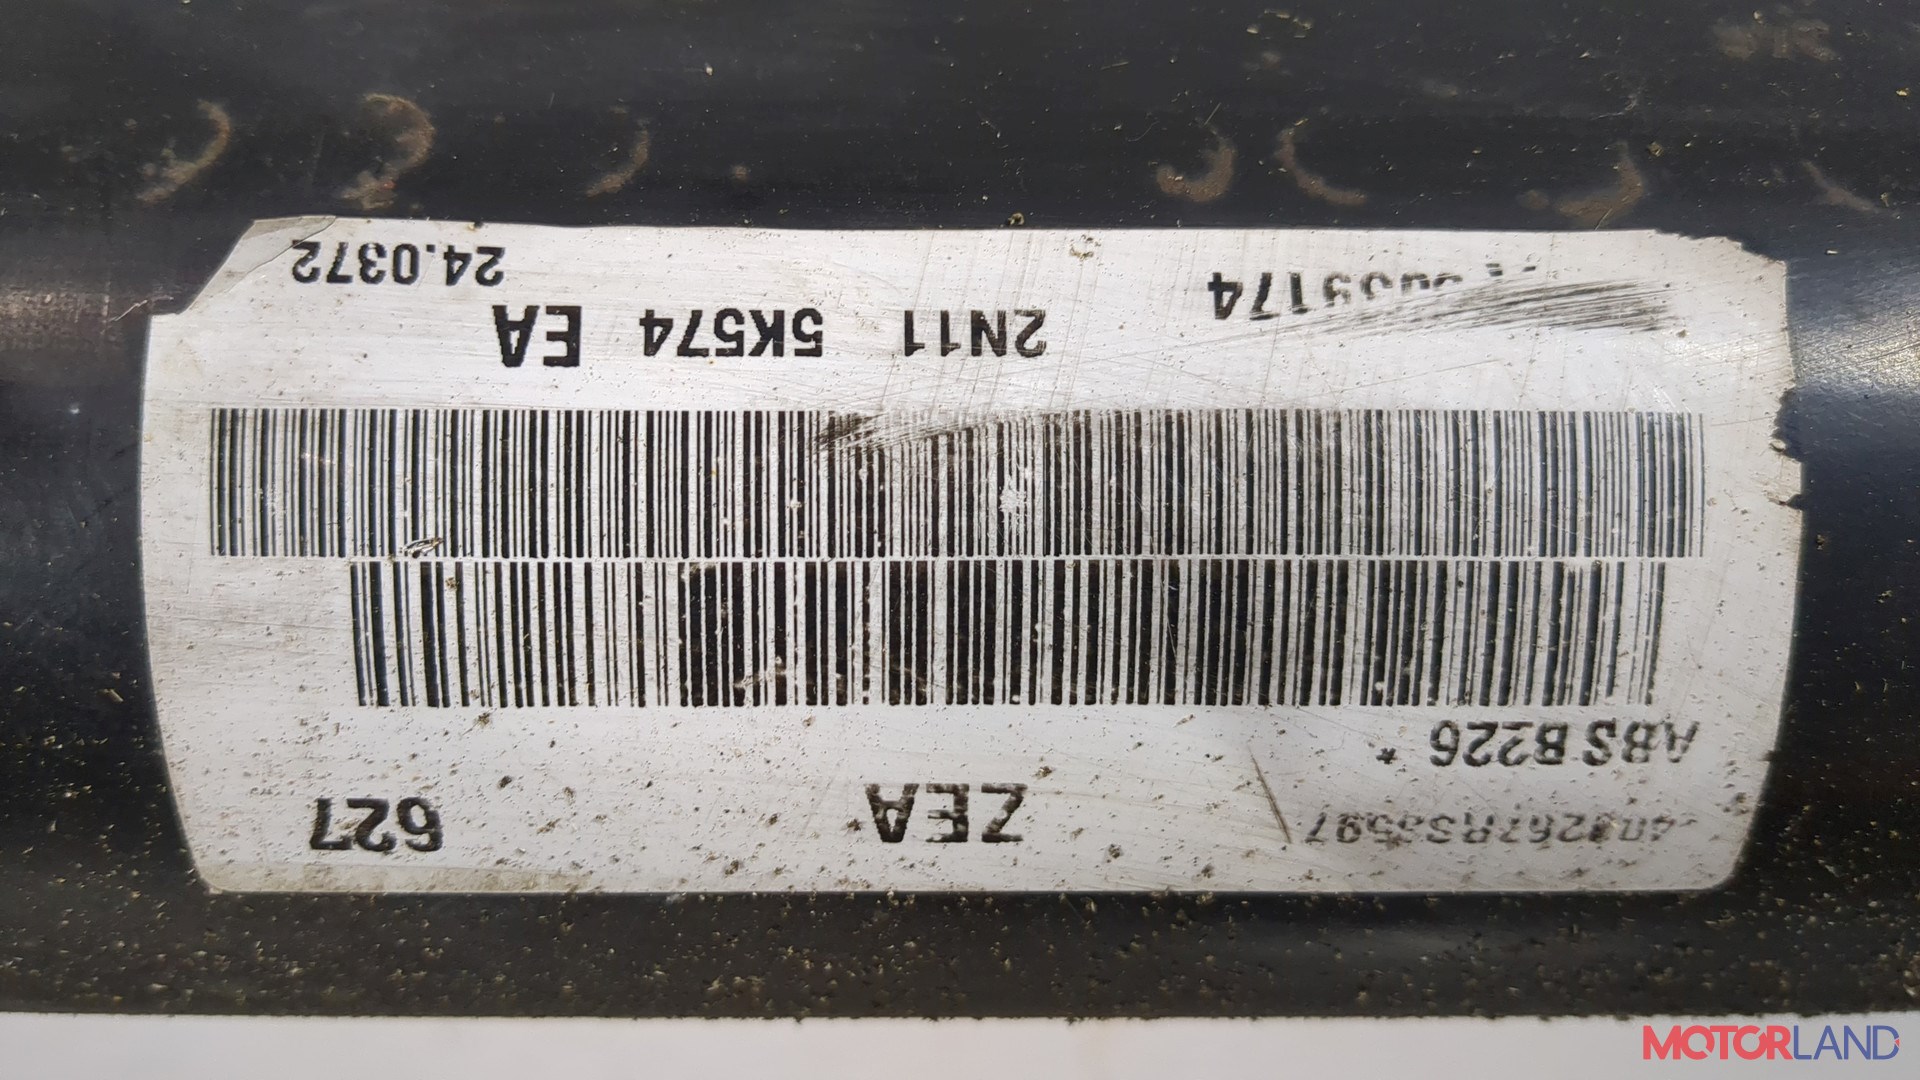 627 ZEA
ABS B226 *
2N11 5K574 EA
24.0372
MOTORLAND